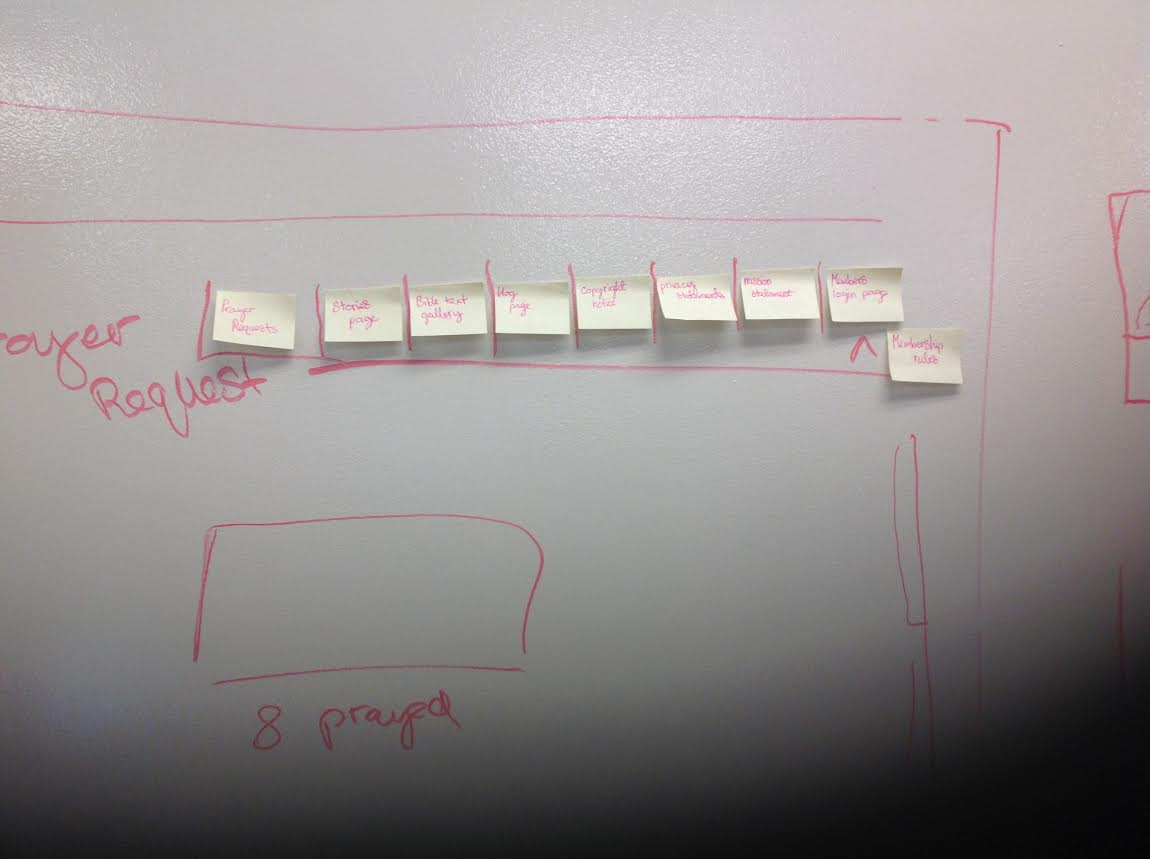 Prayer
Requests
Stories
page
Bible text
gallery
blog
page
copyright
notice
privacy
statements
mission
statement
Members
login page
Membership
rules
rayer
Request
8 prayed